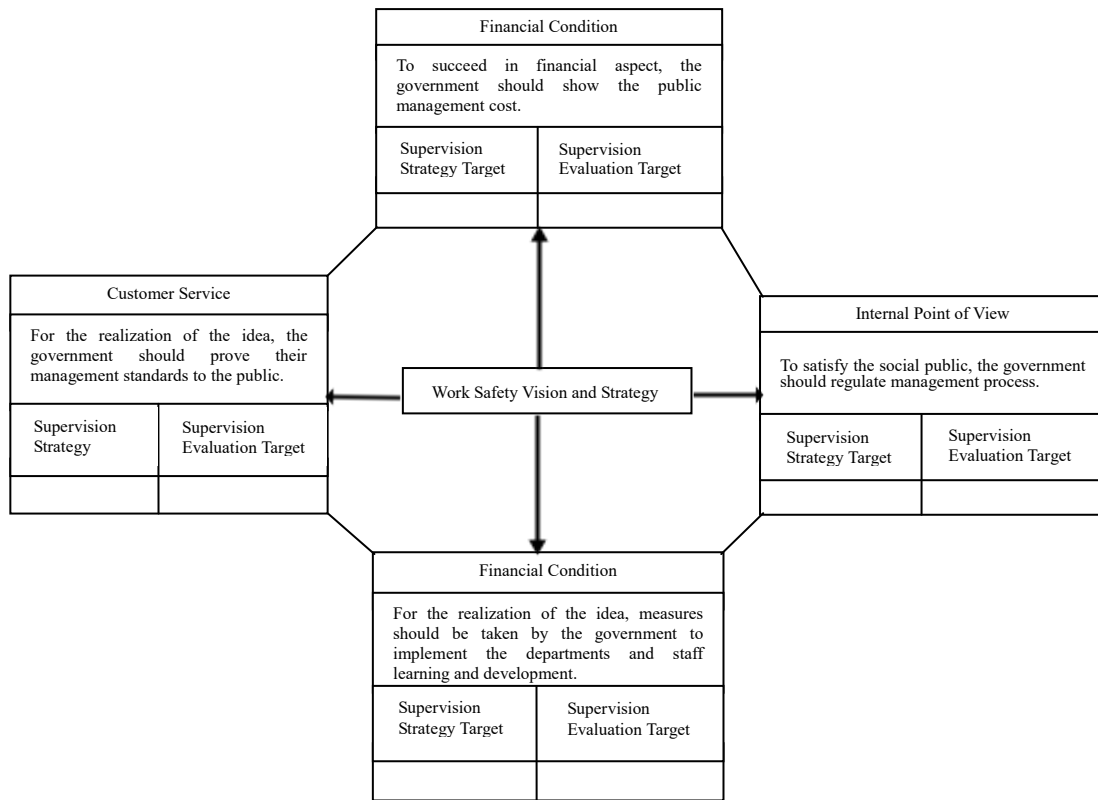 Financial Condition
To succeed in financial aspect, the
government should show the public
management cost.
Supervision
Strategy Target
Supervision
Evaluation Target
Customer Service
For the realization of the idea, the
government should prove their
management standards to the public.
Supervision
Strategy
Supervision
Evaluation Target
Work Safety Vision and Strategy
Internal Point of View
To satisfy the social public, the government
should regulate management process.
Supervision
Strategy Target
Supervision
Evaluation Target
Financial Condition
For the realization of the idea, measures
should be taken by the government to
implement the departments and staff
learning and development.
Supervision
Strategy Target
Supervision
Evaluation Target